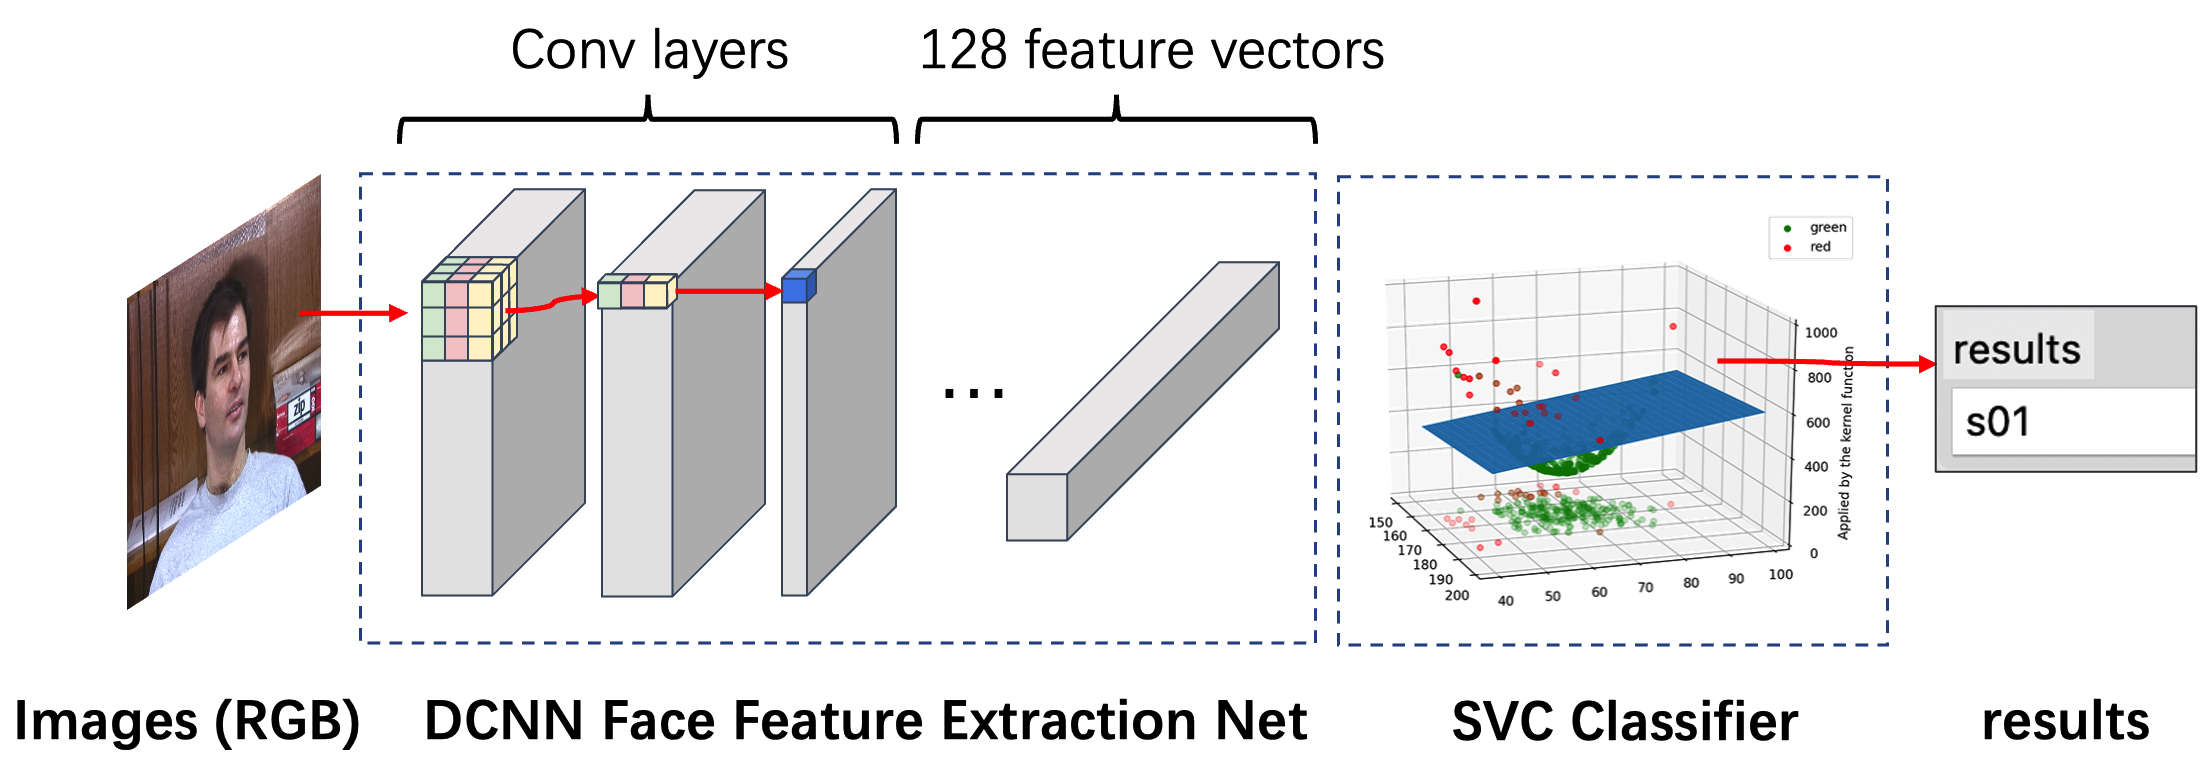 Conv layers
128 feature vectors
...
zip
green
red
1000
800
600
400
200
0
Applied by the kernel function
150
160
170
180
190
200
40
50
60
70
80
90
100
results
s01
Images (RGB)
DCNN Face Feature Extraction Net
SVC Classifier
results